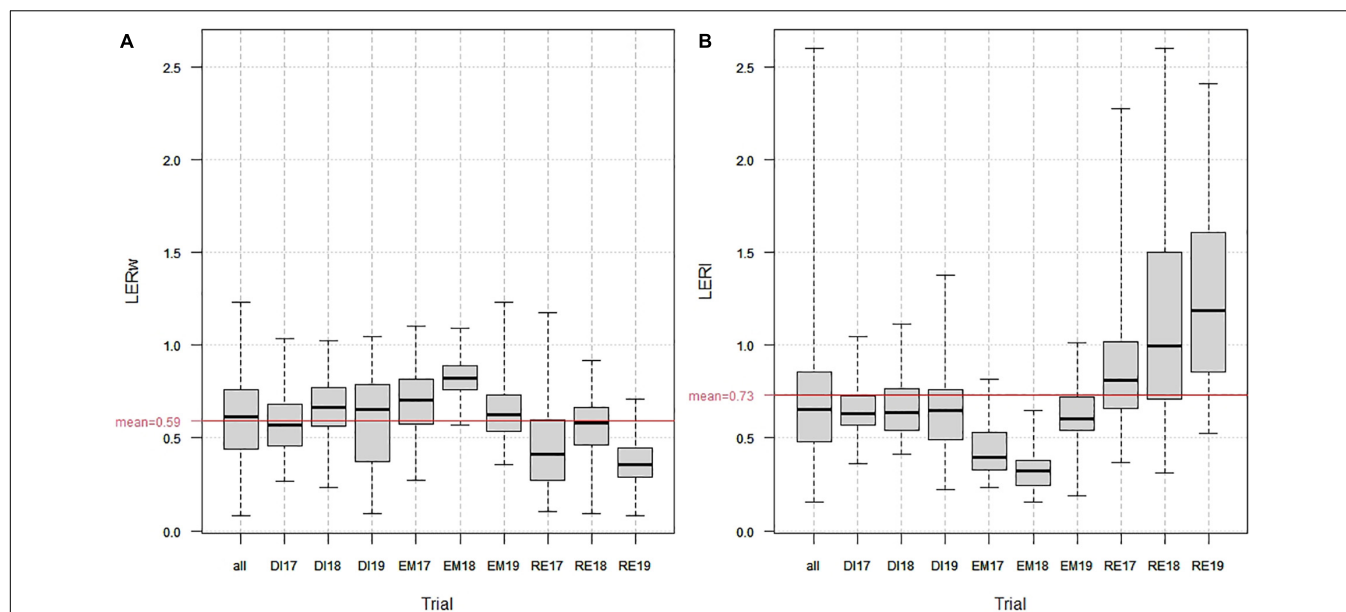 A
LERw
2.5
2.0
1.5
1.0
0.5
0.0
mean=0.59
all DI17 DI18 DI19 EM17 EM18 EM19 RE17 RE18 RE19
Trial
B
LERl
2.5
2.0
1.5
1.0
0.5
0.0
mean=0.73
all DI17 DI18 DI19 EM17 EM18 EM19 RE17 RE18 RE19
Trial